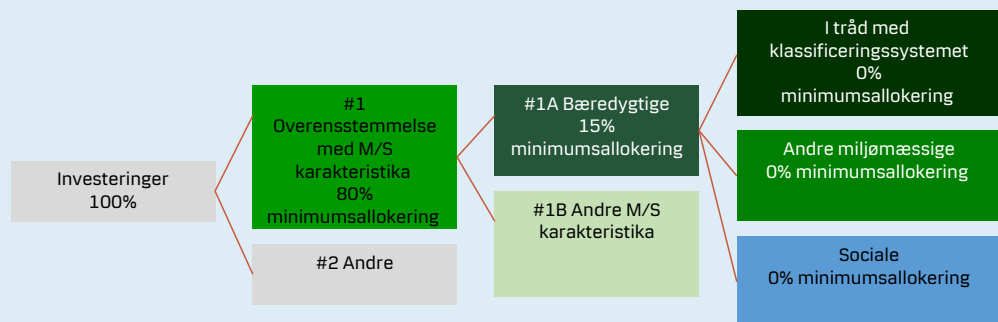 Investeringer
100%
#1
Overensstemmelse
med M/S
karakteristika
80%
minimumsallokering
#2 Andre
#1A Bæredygtige
15%
minimumsallokering
#1B Andre M/S
karakteristika
I tråd med
klassificeringssystemet
0%
minimumsallokering
Andre miljømæssige
0% minimumsallokering
Sociale
0% minimumsallokering